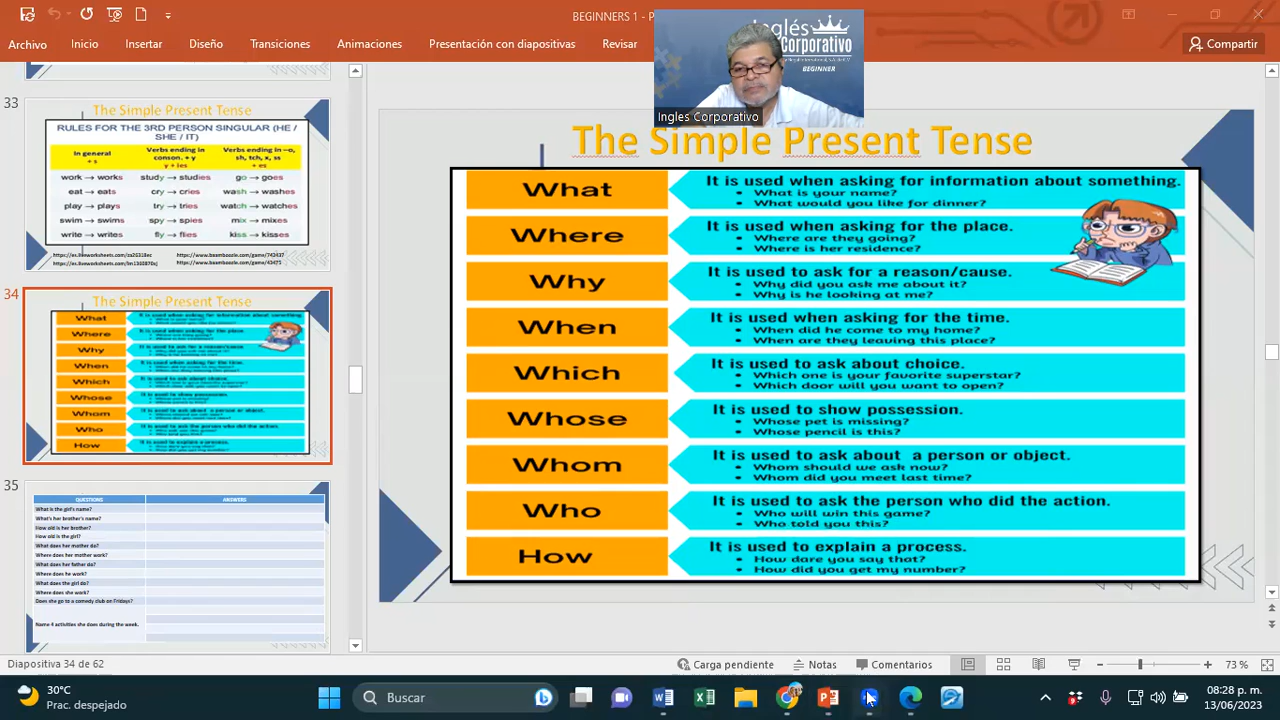 BEGINNERS 1 - P
Archivo Inicio Insertar Diseño Transiciones Animaciones Presentación con diapositivas Revisar Compartir
Inglés
Corporativo
BEGINNER
Ingles Corporativo
33
The Simple Present Tense
RULES FOR THE 3RD PERSON SINGULAR (HE /
SHE / IT)
In general
+ s
Verbs ending in
conson. + y
y + ies
Verbs ending in -o,
sh, tch, x, ss
+ es
work → works study → studies go → goes
eat → eats cry → cries wash → washes
play → plays try → tries watch → watches
swim → swims spy → spies mix → mixes
write → writes fly → flies kiss → kisses
34
The Simple Present Tense
What
Where
Why
When
Which
Whose
Whom
Who
How
35
QUESTIONS ANSWERS
What is the girl's name?
What's her brother's name?
How old is her brother?
How old is the girl?
What does her mother do?
Where does her mother work?
What does her father do?
Where does he work?
What does the girl do?
Where does she work?
Does she go to a comedy club on Fridays?
Name 4 activities she does during the week.
The Simple Present Tense
What
It is used when asking for information about something.
• What is your name?
• What would you like for dinner?
Where
It is used when asking for the place.
• Where are they going?
• Where is her residence?
Why
It is used to ask for a reason/cause.
• Why did you ask me about it?
• Why is he looking at me?
When
It is used when asking for the time.
• When did he come to my home?
• When are they leaving this place?
Which
It is used to ask about choice.
• Which one is your favorite superstar?
• Which door will you want to open?
Whose
It is used to show possession.
• Whose pet is missing?
• Whose pencil is this?
Whom
It is used to ask about a person or object.
• Whom should we ask now?
• Whom did you meet last time?
Who
It is used to ask the person who did the action.
• Who will win this game?
• Who told you this?
How
It is used to explain a process.
• How dare you say that?
• How did you get my number?
Diapositiva 34 de 62 Carga pendiente Notas Comentarios 73 %
30°C
Prac. despejado
Buscar
08:28 p. m.
13/06/2023